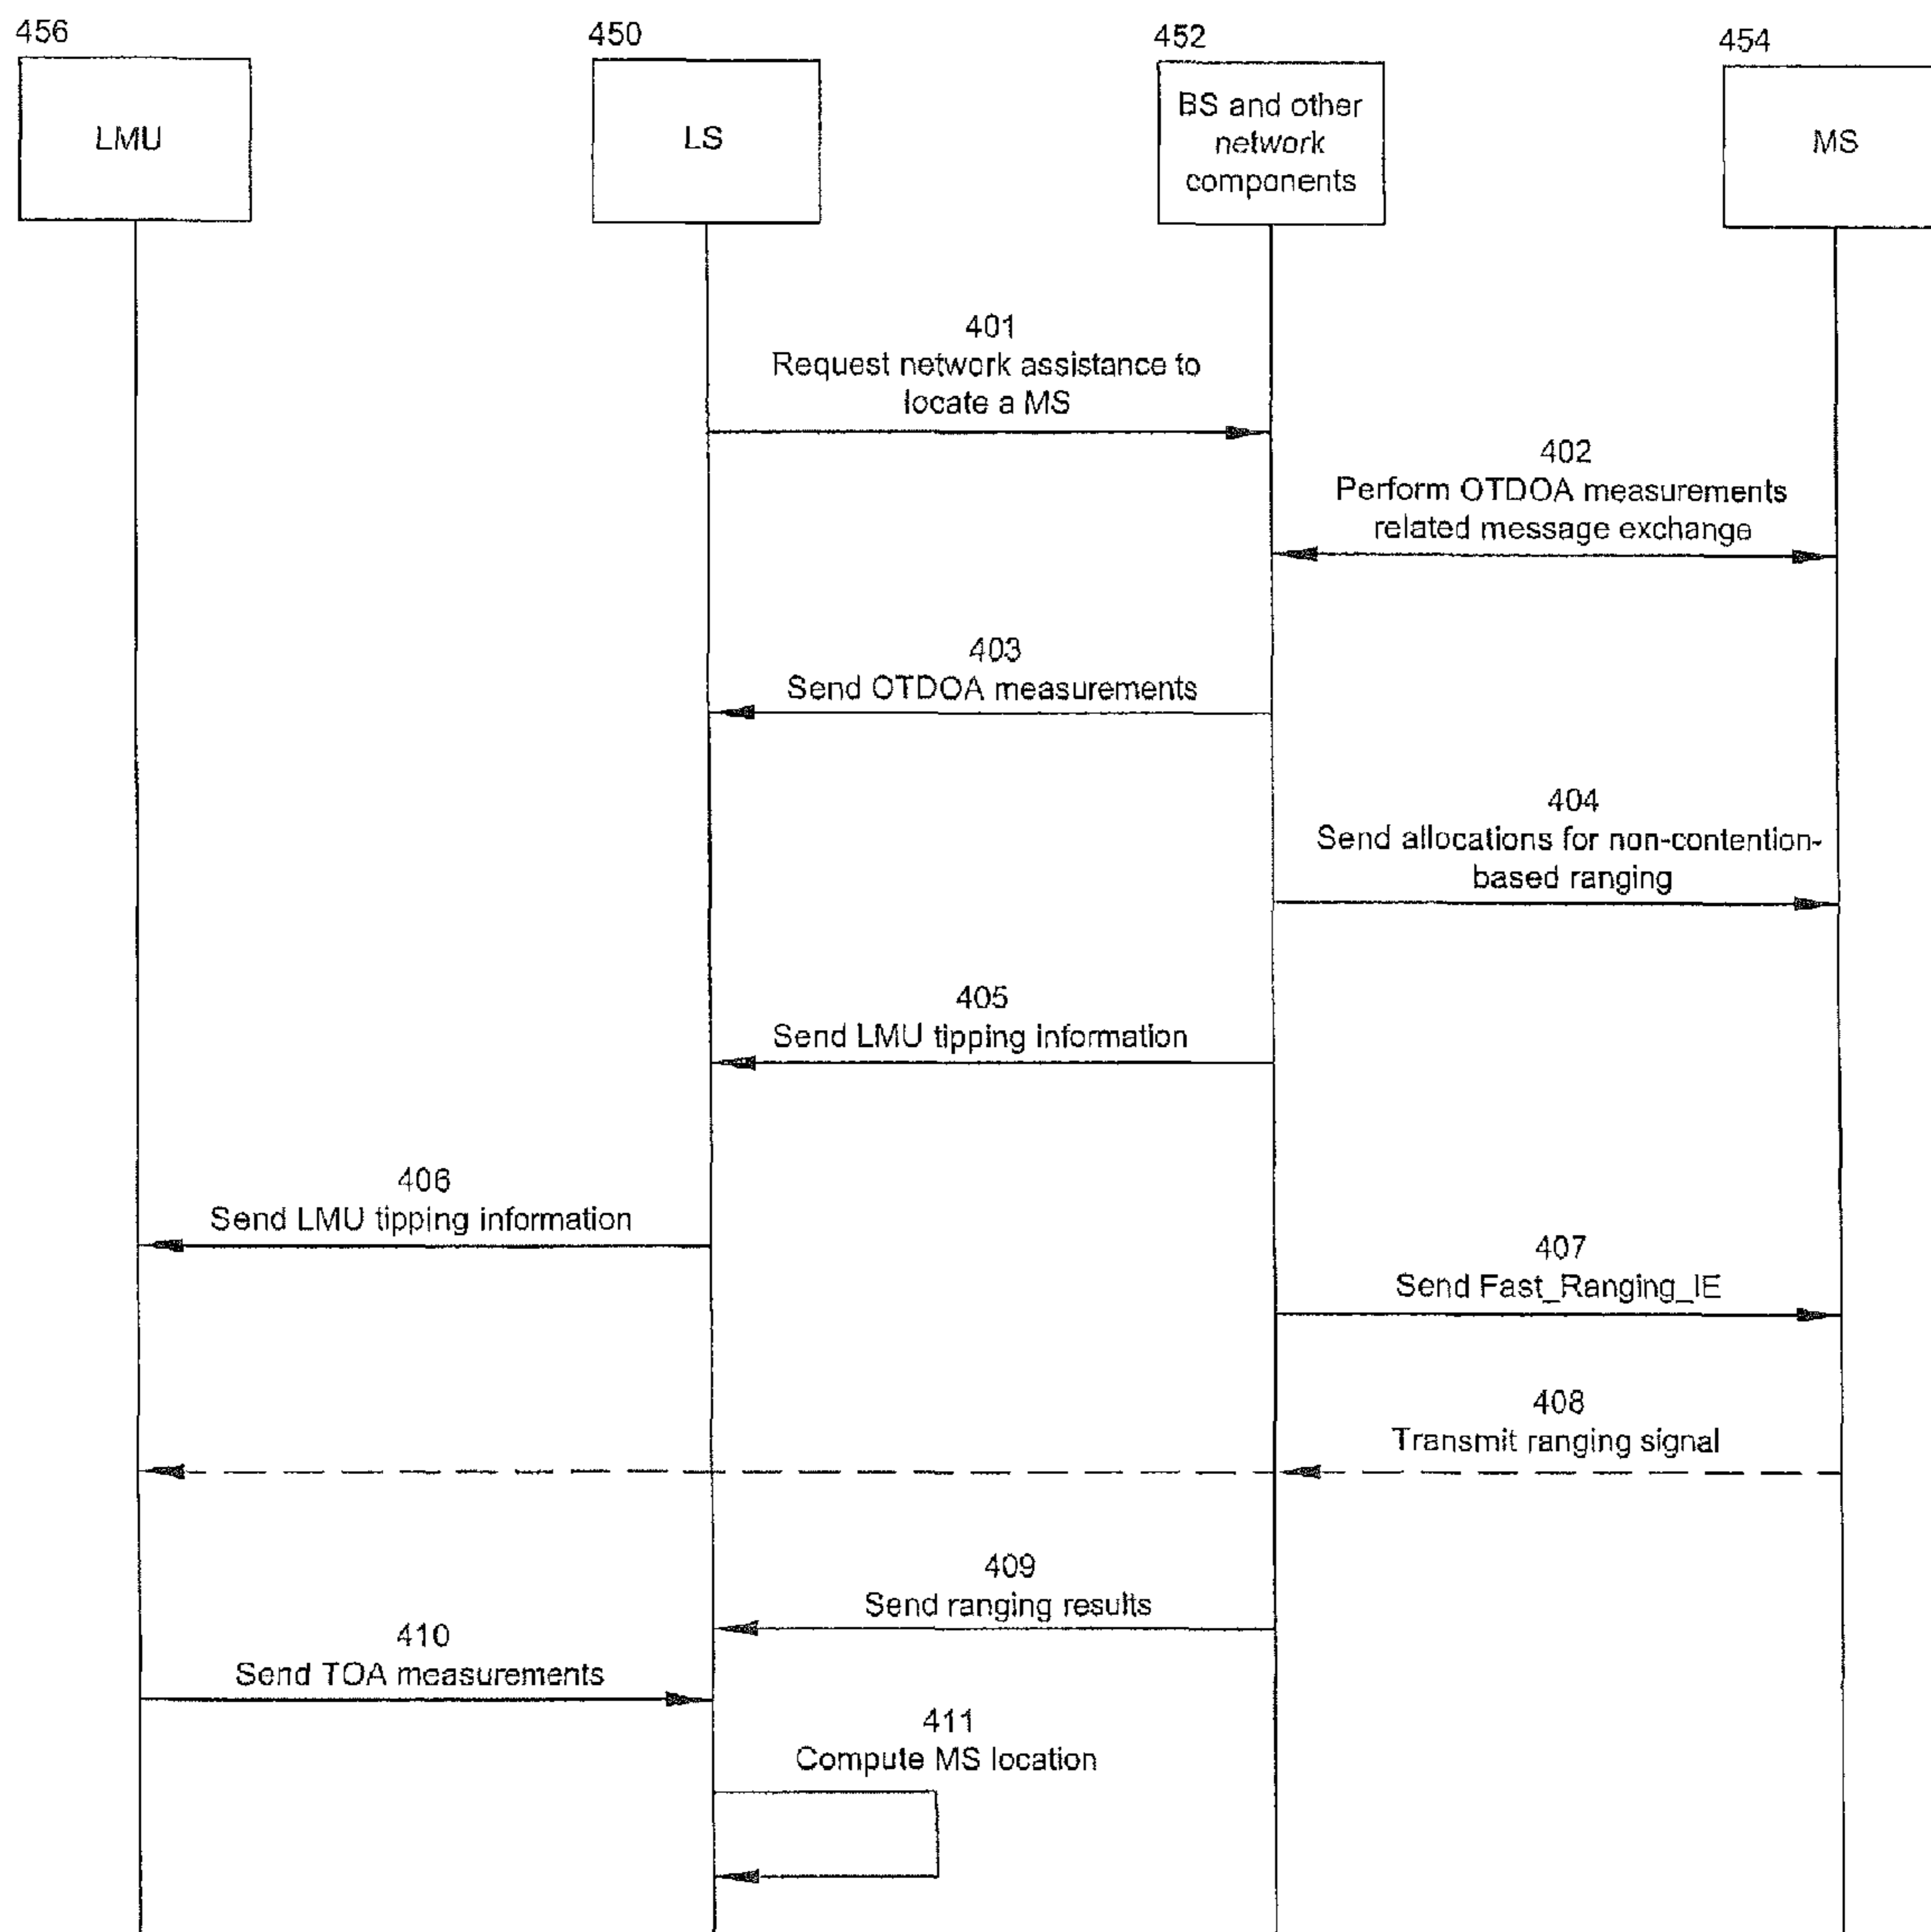 456
450
452
454
LMU
LS
BS and other
network
components
MS
401
Request network assistance to
locate a MS
402
Perform OTDOA measurements
related message exchange
403
Send OTDOA measurements
404
Send allocations for non-contention-
based ranging
405
Send LMU tipping information
406
Send LMU tipping information
407
Send Fast_Ranging_IE
408
Transmit ranging signal
409
Send ranging results
410
Send TOA measurements
411
Compute MS location